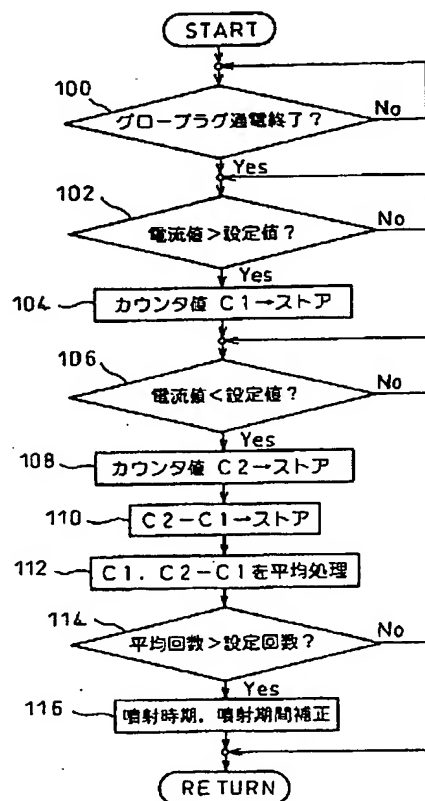 START
100
グロープラグ通電終了?
No
Yes
102
電流値>設定値?
No
Yes
104
カウンタ値 C1→ストア
106
電流値<設定値?
No
Yes
108
カウンタ値 C2→ストア
110
C2-C1→ストア
112
C1.C2-C1を平均処理
114
平均回数>設定回数?
No
Yes
116
噴射時期.噴射期間補正
RETURN